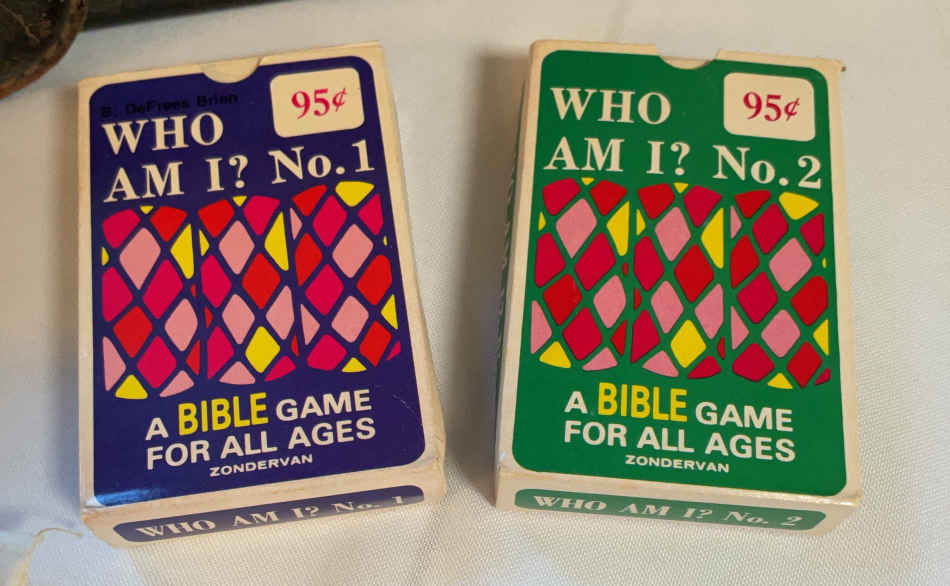 B. DeFrees Brien
95¢
WHO
AM I? No.1
A BIBLE GAME
FOR ALL AGES
ZONDERVAN
WHO AM I? No. 1
95¢
WHO
AM I? No.2
A BIBLE GAME
FOR ALL AGES
ZONDERVAN
WHO AM I? No. 2